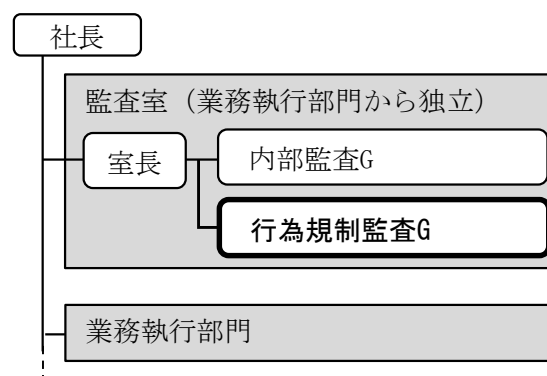 社長
監査室（業務執行部門から独立）
室長
内部監査G
行為規制監査G
業務執行部門